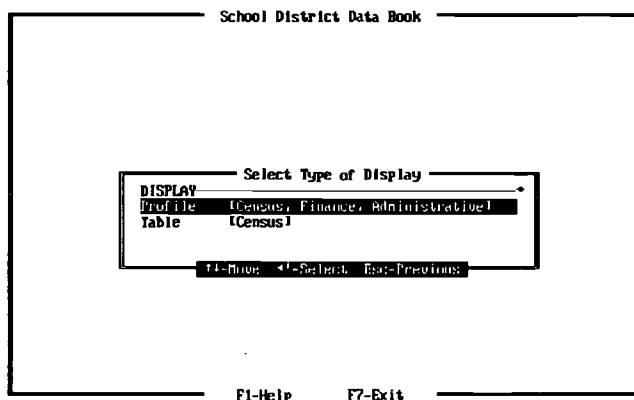 School District Data Book
Select Type of Display
DISPLAY
Profile [Census, Finance, Administrative]
Table [Census]
↑↓-Move ◄┘-Select Esc-Previous
F1-Help F7-Exit